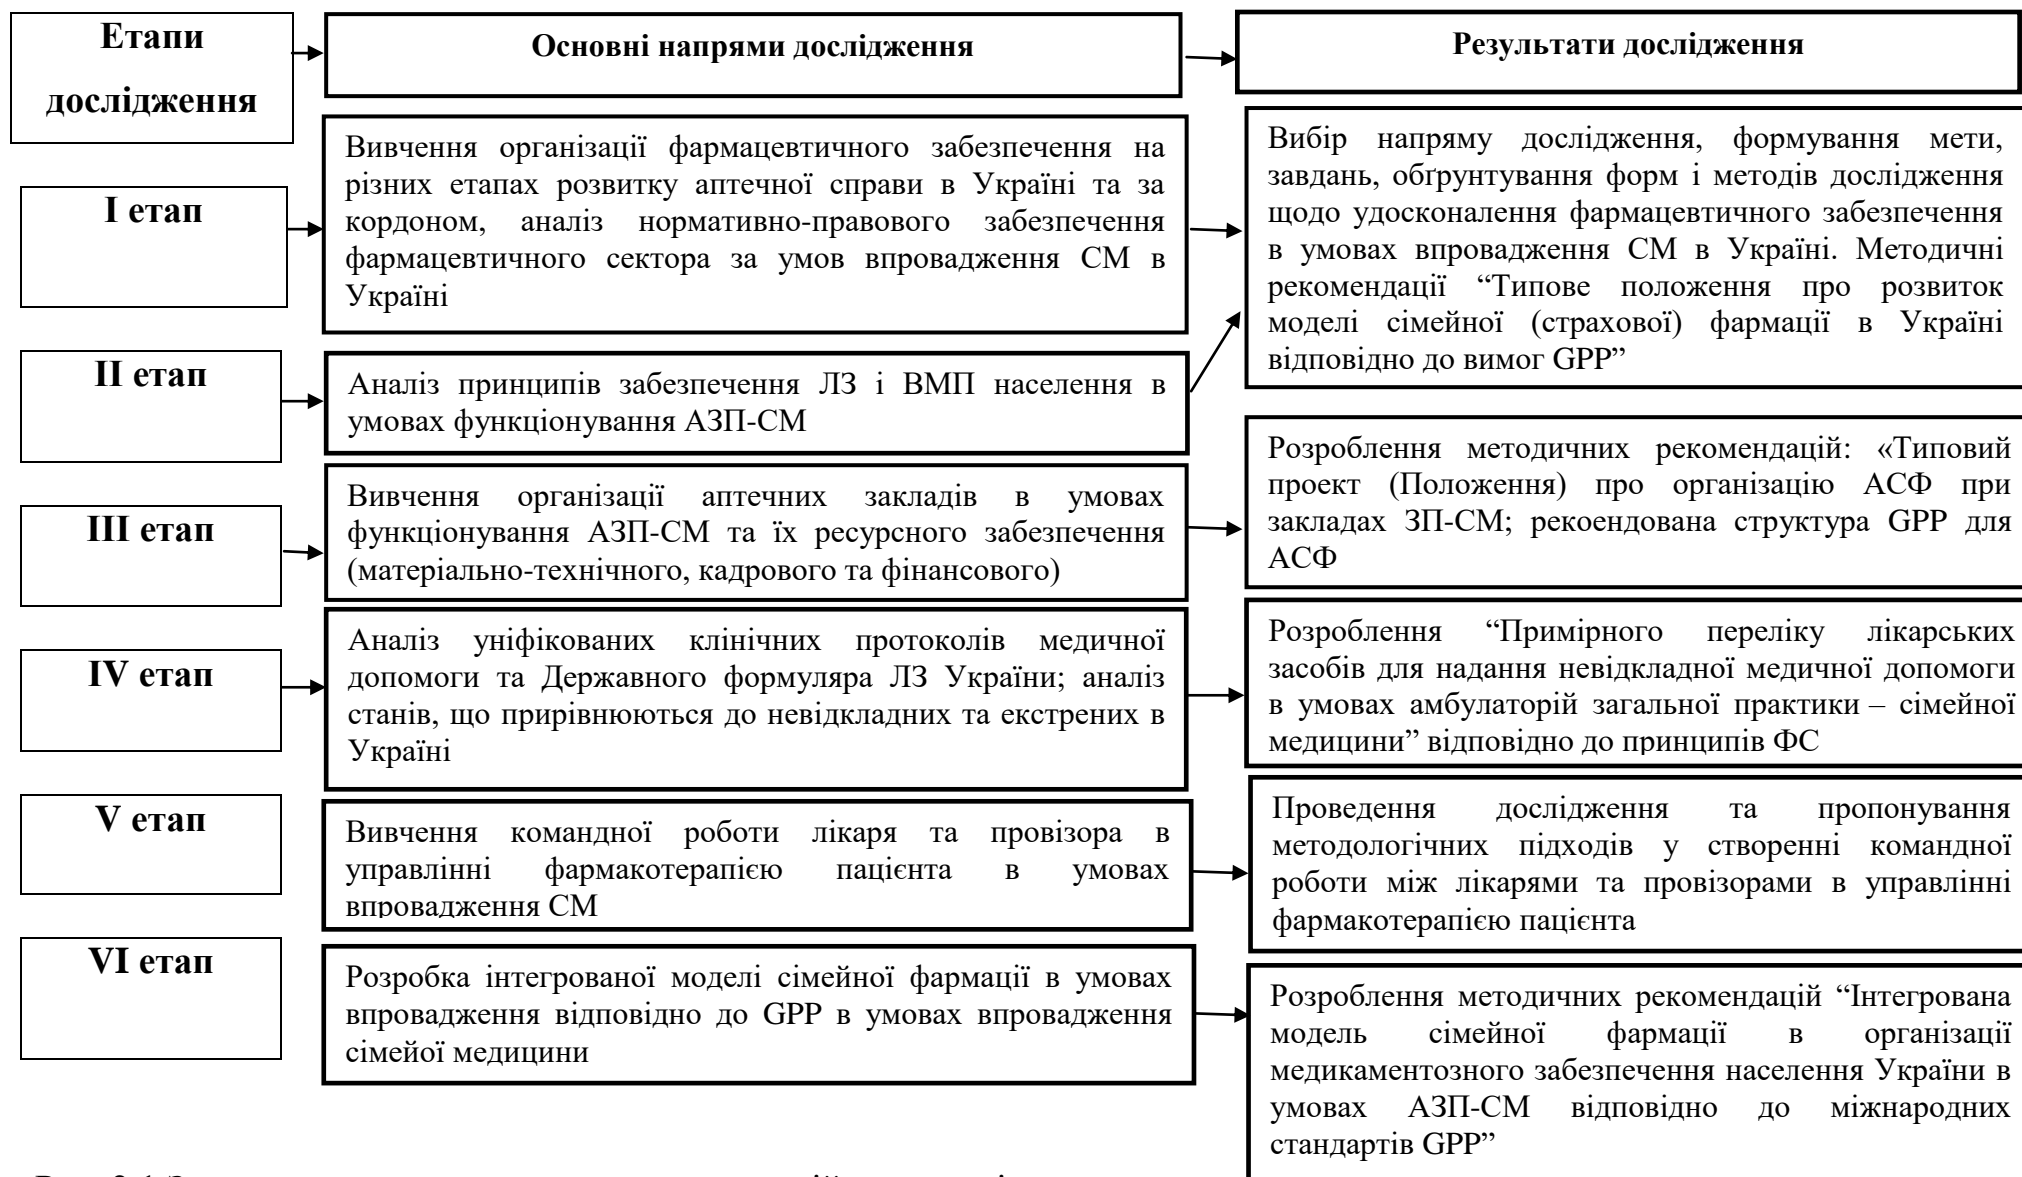 Етапи
дослідження
Основні напрями дослідження
Результати дослідження
І етап
Вивчення організації фармацевтичного забезпечення на
різних етапах розвитку аптечної справи в Україні та за
кордоном, аналіз нормативно-правового забезпечення
фармацевтичного сектора за умов впровадження СМ в
Україні
Вибір напряму дослідження, формування мети,
завдань, обґрунтування форм і методів дослідження
щодо удосконалення фармацевтичного забезпечення
в умовах впровадження СМ в Україні. Методичні
рекомендації “Типове положення про розвиток
моделі сімейної (страхової) фармації в Україні
відповідно до вимог GPP”
ІІ етап
Аналіз принципів забезпечення ЛЗ і ВМП населення в
умовах функціонування АЗП-СМ
ІІІ етап
Вивчення організації аптечних закладів в умовах
функціонування АЗП-СМ та їх ресурсного забезпечення
(матеріально-технічного, кадрового та фінансового)
Розроблення методичних рекомендацій: «Типовий
проект (Положення) про організацію АСФ при
закладах ЗП-СМ; рекоендована структура GPP для
АСФ
IV етап
Аналіз уніфікованих клінічних протоколів медичної
допомоги та Державного формуляра ЛЗ України; аналіз
станів, що прирівнюються до невідкладних та екстрених в
Україні
Розроблення “Примірного переліку лікарських
засобів для надання невідкладної медичної допомоги
в умовах амбулаторій загальної практики – сімейної
медицини” відповідно до принципів ФС
V етап
Вивчення командної роботи лікаря та провізора в
управлінні фармакотерапією пацієнта в умовах
впровадження СМ
Проведення дослідження та пропонування
методологічних підходів у створенні командної
роботи між лікарями та провізорами в управлінні
фармакотерапією пацієнта
VI етап
Розробка інтегрованої моделі сімейної фармації в умовах
впровадження відповідно до GPP в умовах впровадження
сімейої медицини
Розроблення методичних рекомендацій “Інтегрована
модель сімейної фармації в організації
медикаментозного забезпечення населення України в
умовах АЗП-СМ відповідно до міжнародних
стандартів GPP”